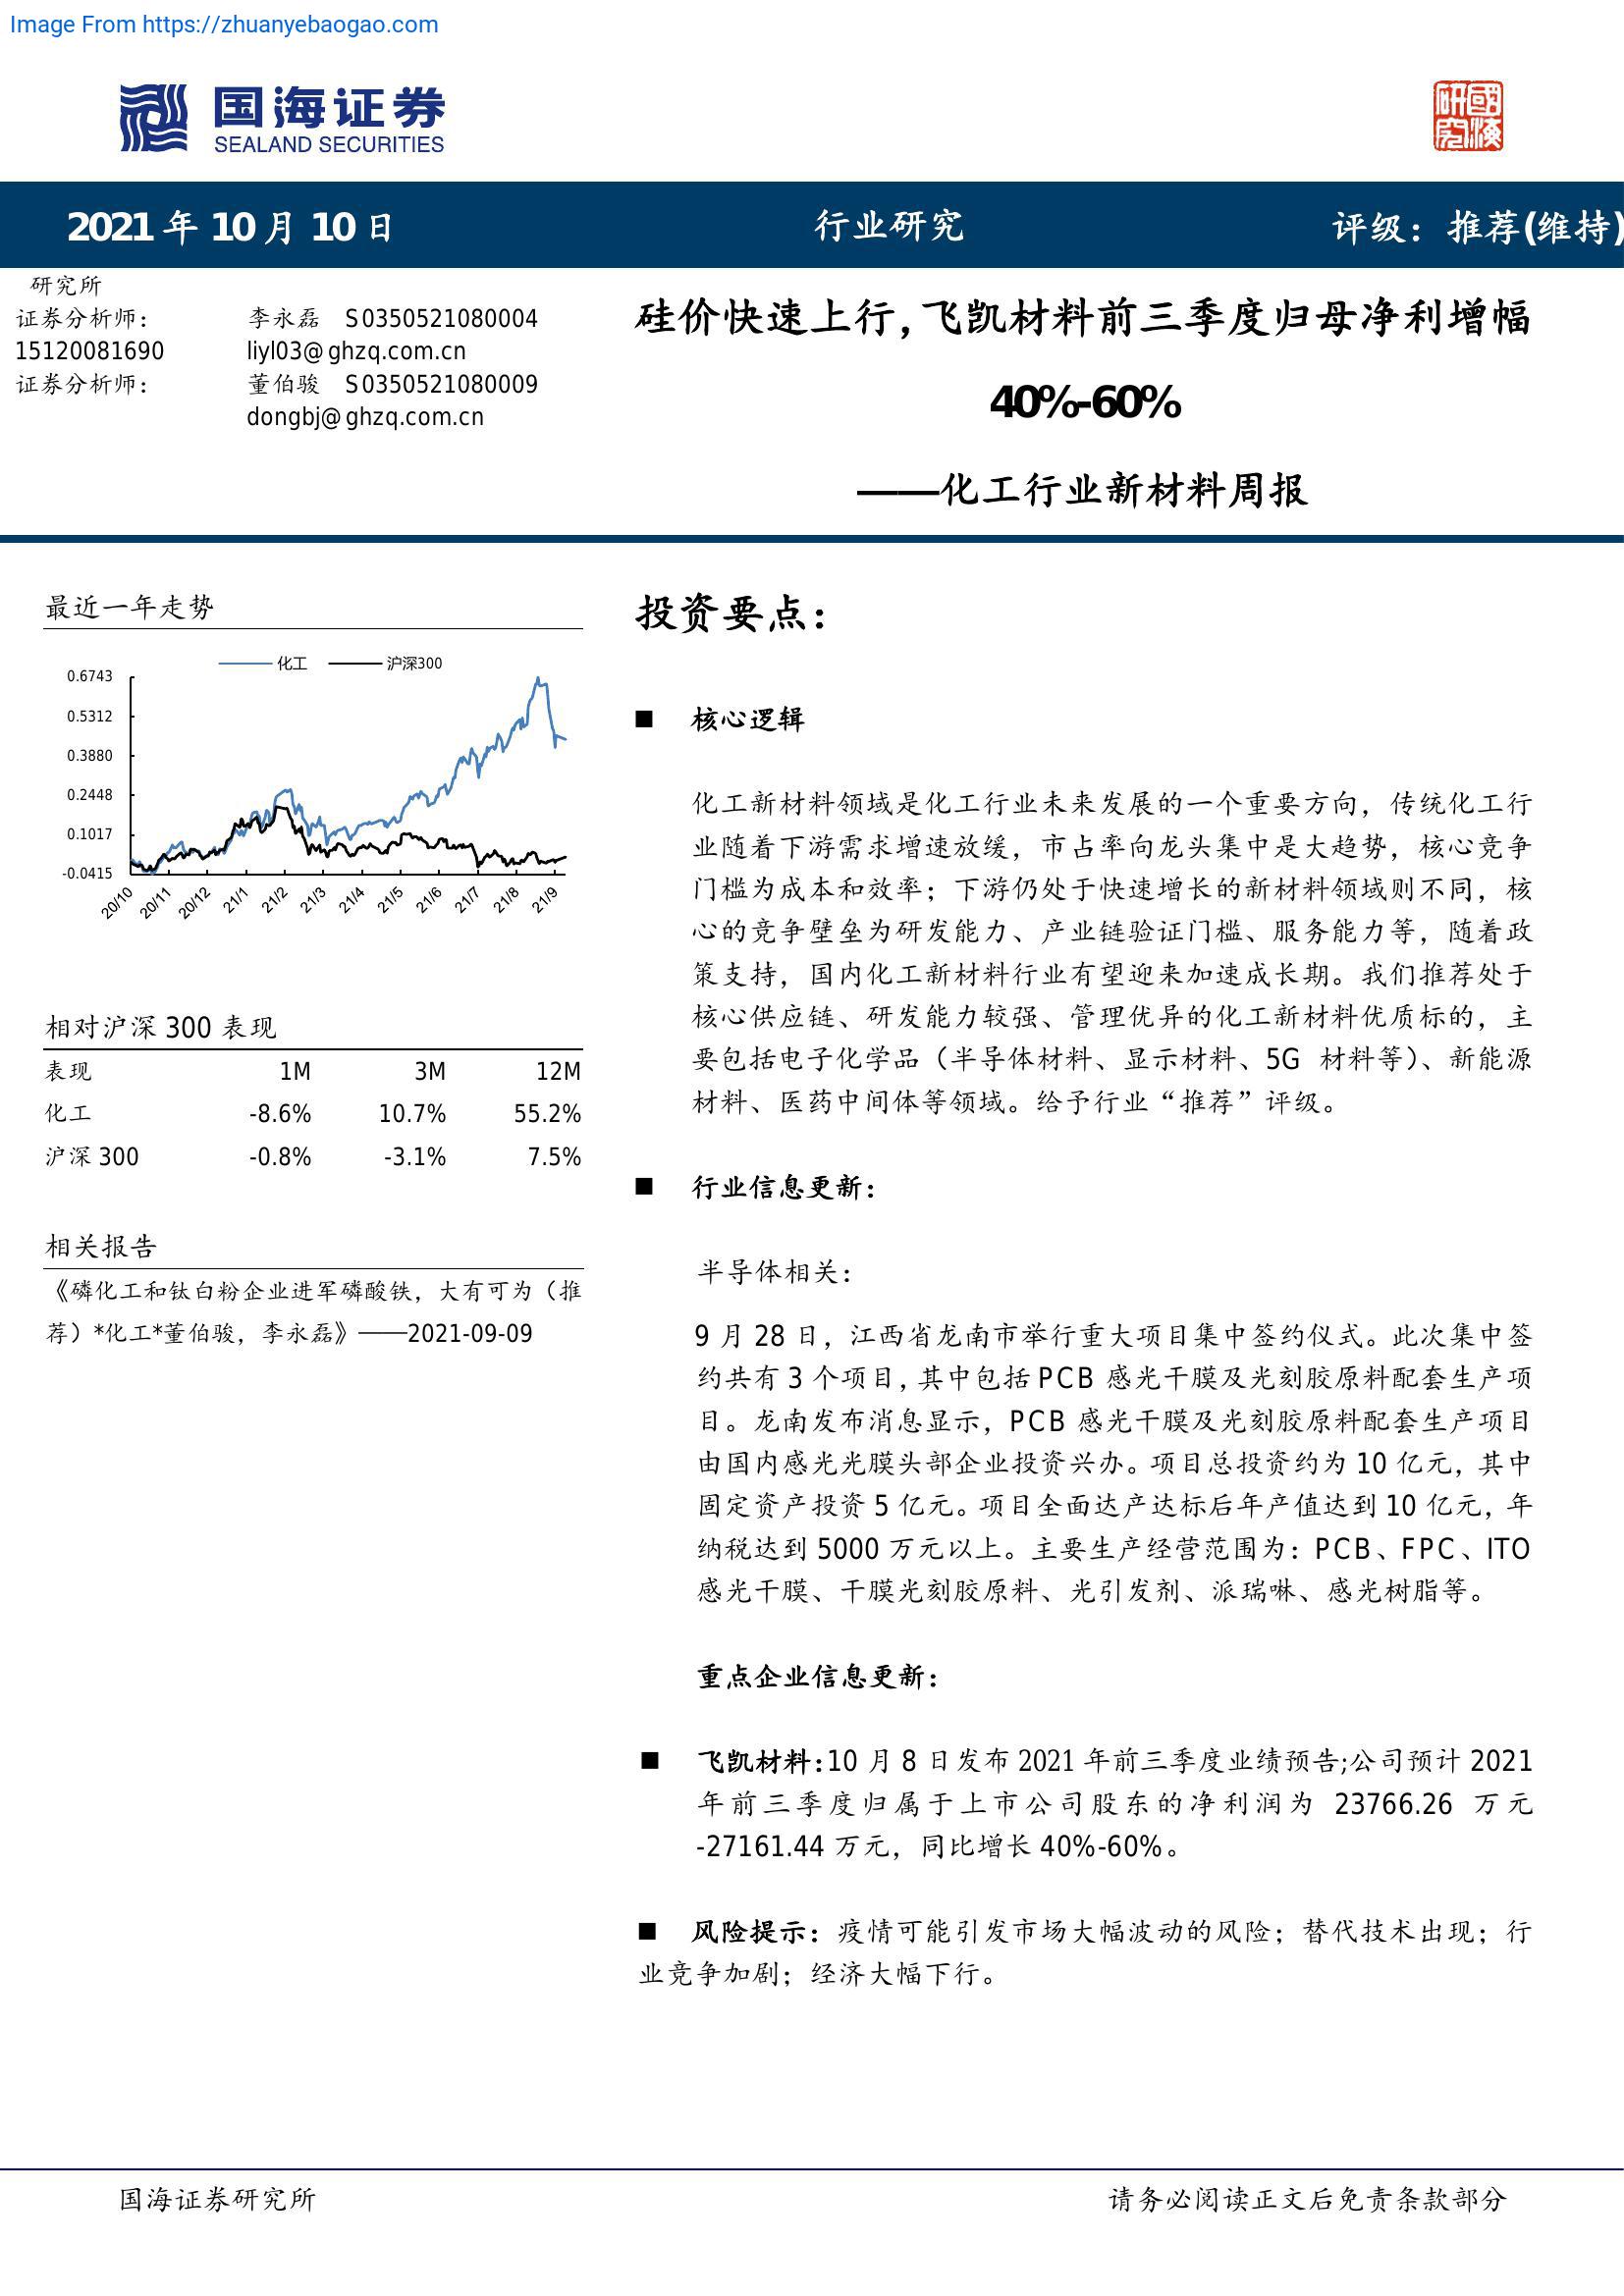 Image From https://zhuanyebaogao.com
国海证券
SEALAND SECURITIES
國海研究
2021 年 10 月 10 日
行业研究
评级：推荐(维持)
研究所
证券分析师：
李永磊 S0350521080004
15120081690
liyl03@ghzq.com.cn
证券分析师：
董伯骏 S0350521080009
dongbj@ghzq.com.cn
硅价快速上行，飞凯材料前三季度归母净利增幅
40%-60%
——化工行业新材料周报
最近一年走势
化工 沪深300
0.6743
0.5312
0.3880
0.2448
0.1017
-0.0415
20/10 20/11 20/12 21/1 21/2 21/3 21/4 21/5 21/6 21/7 21/8 21/9
相对沪深 300 表现
表现 1M 3M 12M
化工 -8.6% 10.7% 55.2%
沪深 300 -0.8% -3.1% 7.5%
相关报告
《磷化工和钛白粉企业进军磷酸铁，大有可为（推
荐）*化工*董伯骏，李永磊》——2021-09-09
投资要点：
■ 核心逻辑
化工新材料领域是化工行业未来发展的一个重要方向，传统化工行
业随着下游需求增速放缓，市占率向龙头集中是大趋势，核心竞争
门槛为成本和效率；下游仍处于快速增长的新材料领域则不同，核
心的竞争壁垒为研发能力、产业链验证门槛、服务能力等，随着政
策支持，国内化工新材料行业有望迎来加速成长期。我们推荐处于
核心供应链、研发能力较强、管理优异的化工新材料优质标的，主
要包括电子化学品（半导体材料、显示材料、5G 材料等）、新能源
材料、医药中间体等领域。给予行业“推荐”评级。
■ 行业信息更新：
半导体相关：
9 月 28 日，江西省龙南市举行重大项目集中签约仪式。此次集中签
约共有 3 个项目，其中包括 PCB 感光干膜及光刻胶原料配套生产项
目。龙南发布消息显示，PCB 感光干膜及光刻胶原料配套生产项目
由国内感光光膜头部企业投资兴办。项目总投资约为 10 亿元，其中
固定资产投资 5 亿元。项目全面达产达标后年产值达到 10 亿元，年
纳税达到 5000 万元以上。主要生产经营范围为：PCB、FPC、ITO
感光干膜、干膜光刻胶原料、光引发剂、派瑞啉、感光树脂等。
重点企业信息更新：
■ 飞凯材料：10 月 8 日发布 2021 年前三季度业绩预告;公司预计 2021
年前三季度归属于上市公司股东的净利润为 23766.26 万元
-27161.44 万元，同比增长 40%-60%。
■ 风险提示：疫情可能引发市场大幅波动的风险；替代技术出现；行
业竞争加剧；经济大幅下行。
国海证券研究所
请务必阅读正文后免责条款部分